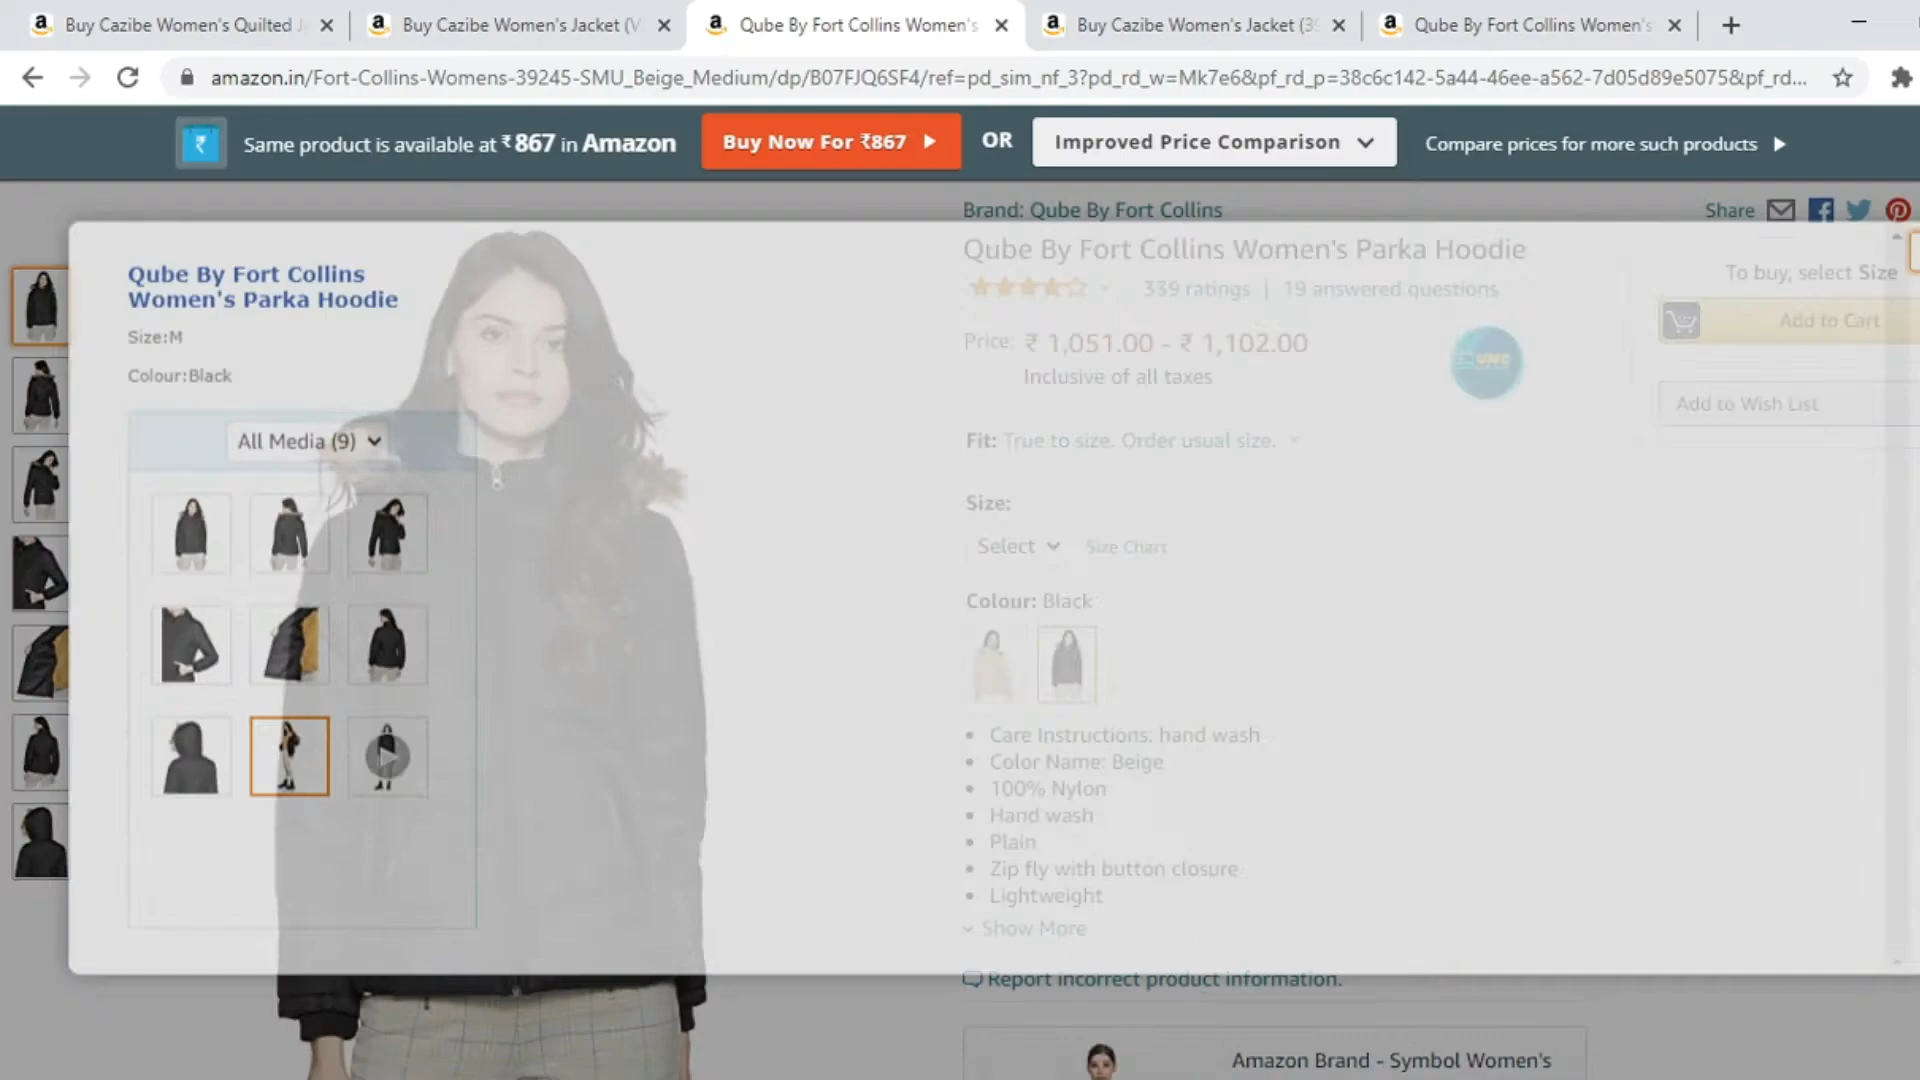 Buy Cazibe Women's Quilted J
Buy Cazibe Women's Jacket (V
Qube By Fort Collins Women's
Buy Cazibe Women's Jacket (39
Qube By Fort Collins Women's
amazon.in/Fort-Collins-Womens-39245-SMU_Beige_Medium/dp/B07FJQ6SF4/ref=pd_sim_nf_3?pd_rd_w=Mk7e6&pf_rd_p=38c6c142-5a44-46ee-a562-7d05d89e5075&pf_rd...
Same product is available at ₹867 in Amazon
Buy Now For ₹867
OR
Improved Price Comparison
Compare prices for more such products
Brand: Qube By Fort Collins
Share
Qube By Fort Collins
Women's Parka Hoodie
Size:M
Colour:Black
All Media (9)
Qube By Fort Collins Women's Parka Hoodie
339 ratings | 19 answered questions
Price: ₹ 1,051.00 - ₹ 1,102.00
Inclusive of all taxes
Fit: True to size. Order usual size.
Size:
Select
Size Chart
Colour: Black
• Care Instructions: hand wash
• Color Name: Beige
• 100% Nylon
• Hand wash
• Plain
• Zip fly with button closure
• Lightweight
Show More
Report incorrect product information.
To buy, select Size
Add to Cart
Add to Wish List
Amazon Brand - Symbol Women's